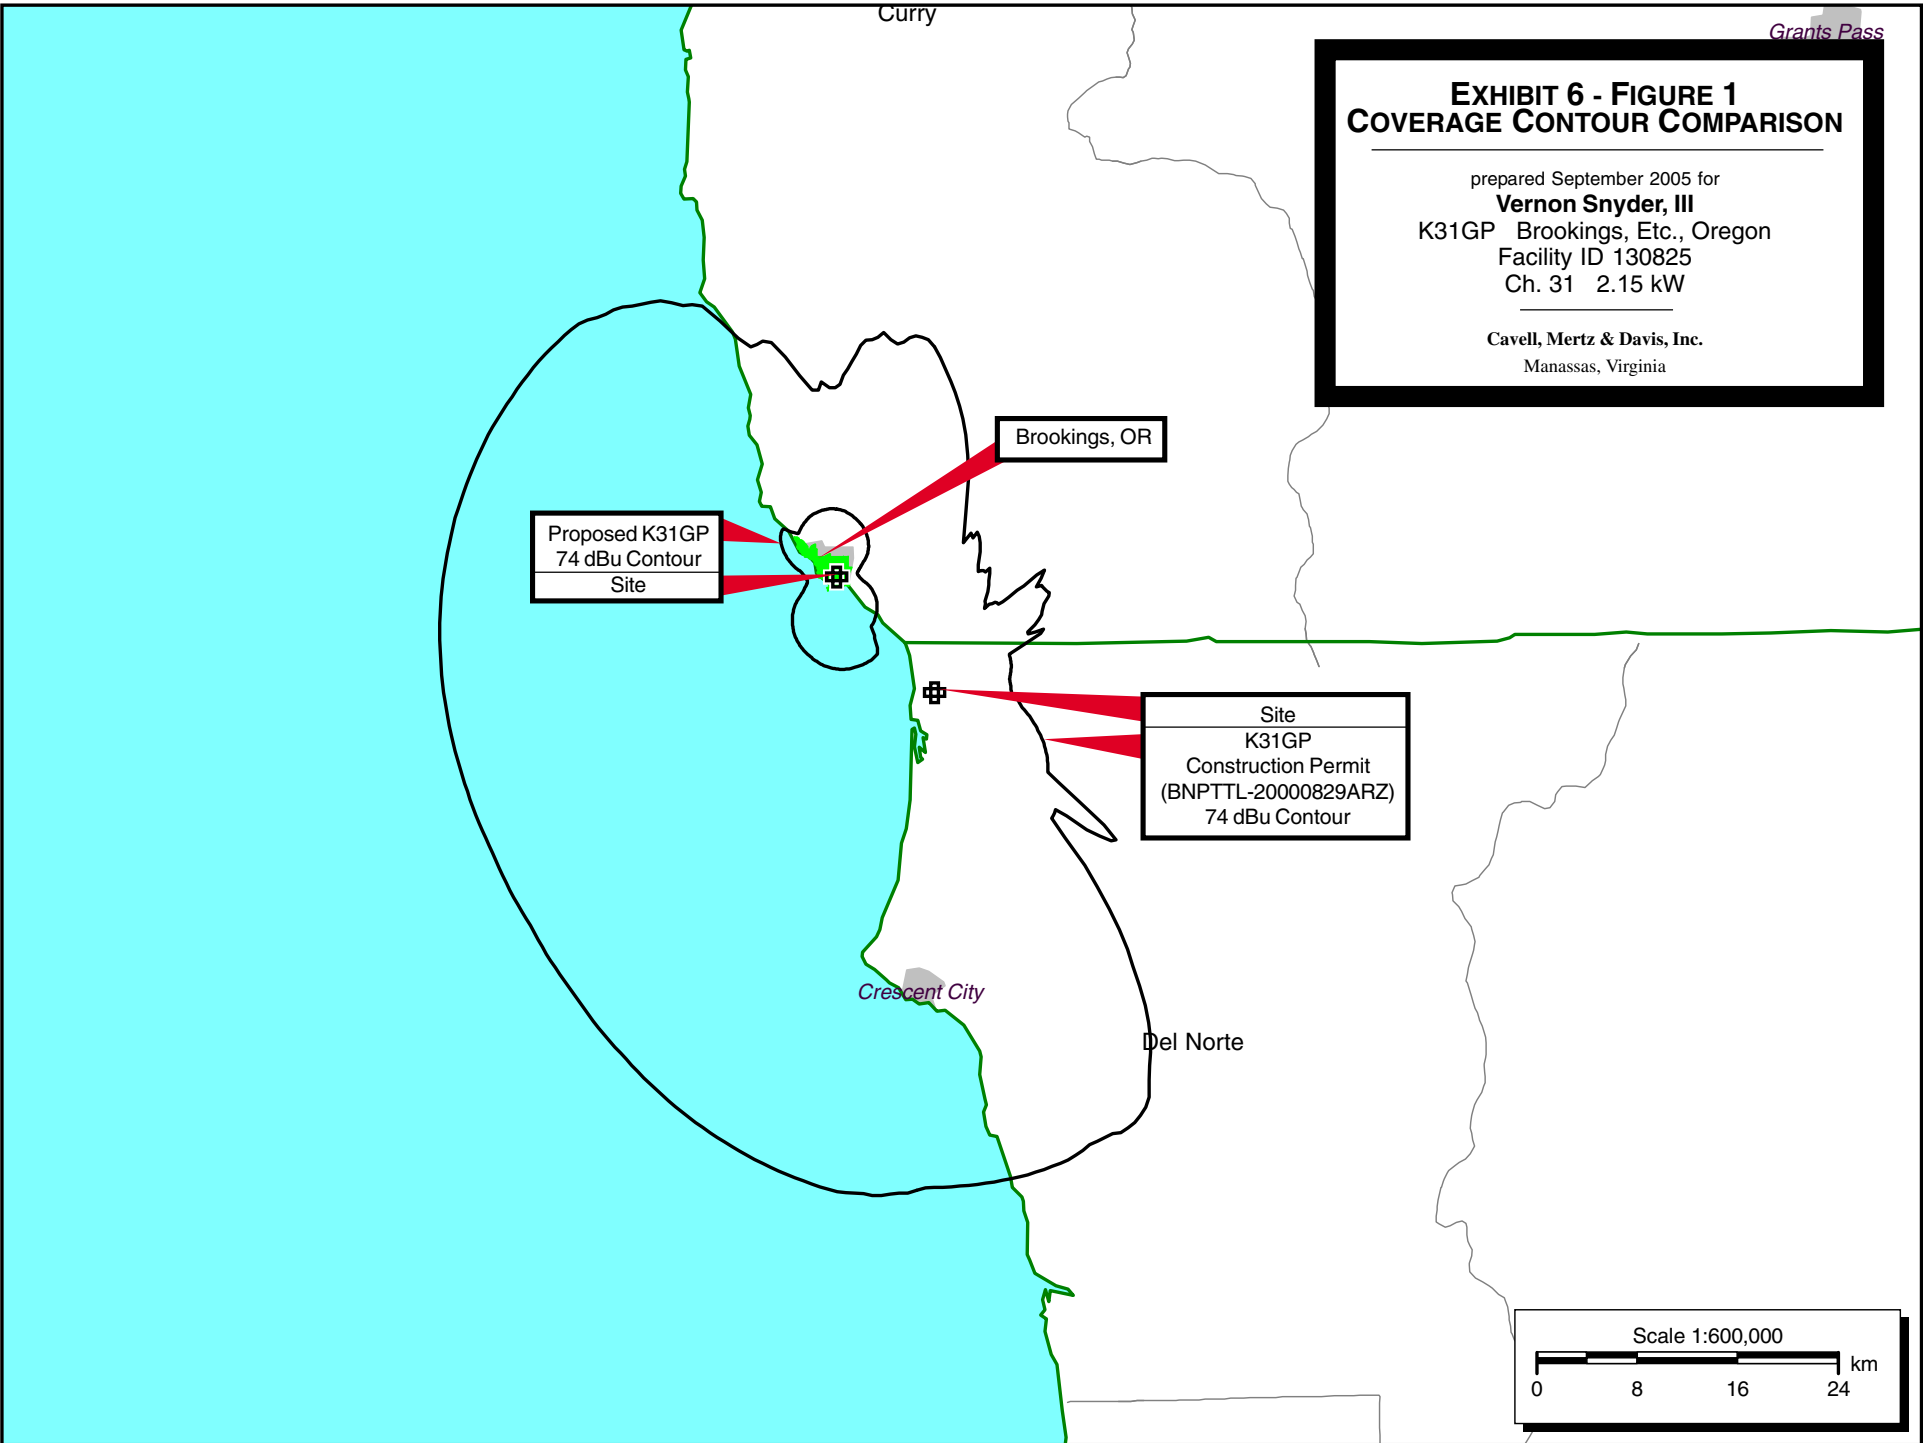 Curry
Grants Pass
EXHIBIT 6 - FIGURE 1
COVERAGE CONTOUR COMPARISON
prepared September 2005 for
Vernon Snyder, III
K31GP Brookings, Etc., Oregon
Facility ID 130825
Ch. 31 2.15 kW
Cavell, Mertz & Davis, Inc.
Manassas, Virginia
Brookings, OR
Proposed K31GP
74 dBu Contour
Site
Site
K31GP
Construction Permit
(BNPTTL-20000829ARZ)
74 dBu Contour
Crescent City
Del Norte
Scale 1:600,000
km
0 8 16 24